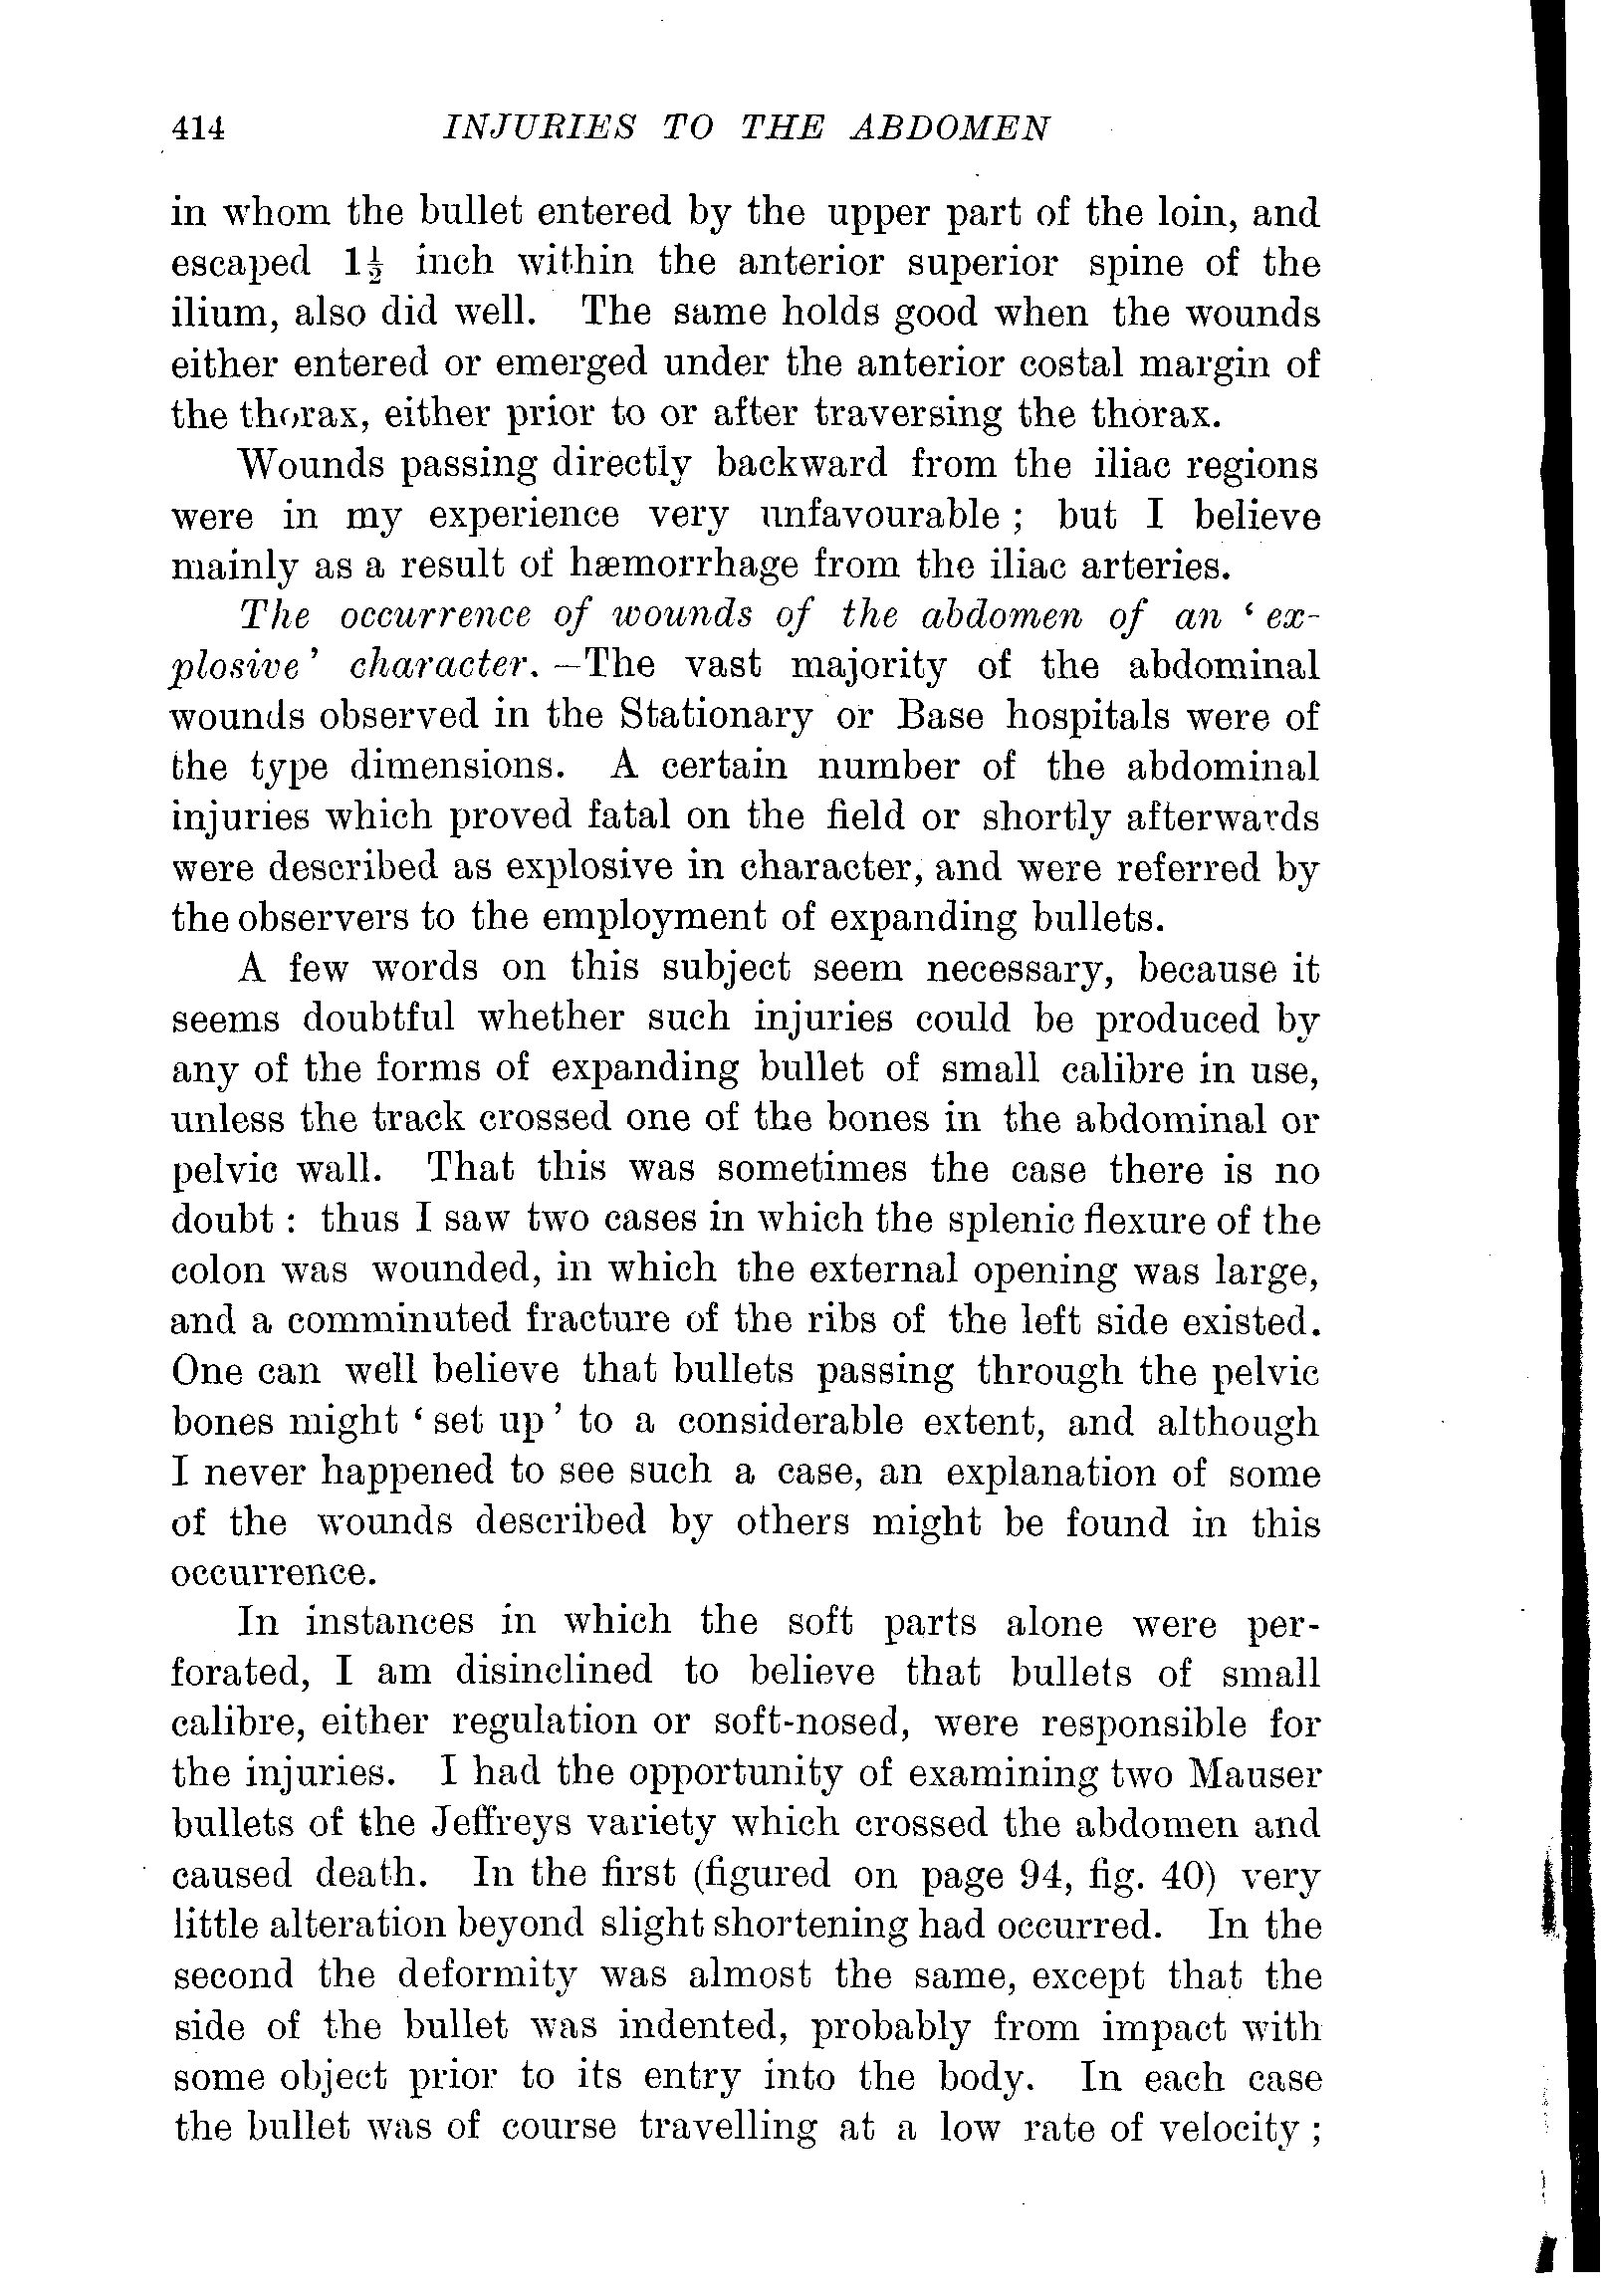 414 INJURIES TO THE ABDOMEN
in whom the bullet entered by the upper part of the loin, and
escaped 1½ inch within the anterior superior spine of the
ilium, also did well. The same holds good when the wounds
either entered or emerged under the anterior costal margin of
the thorax, either prior to or after traversing the thorax.
Wounds passing directly backward from the iliac regions
were in my experience very unfavourable ; but I believe
mainly as a result of hæmorrhage from the iliac arteries.
The occurrence of wounds of the abdomen of an ‘ ex-
plosive ’ character. —The vast majority of the abdominal
wounds observed in the Stationary or Base hospitals were of
the type dimensions. A certain number of the abdominal
injuries which proved fatal on the field or shortly afterwards
were described as explosive in character, and were referred by
the observers to the employment of expanding bullets.
A few words on this subject seem necessary, because it
seems doubtful whether such injuries could be produced by
any of the forms of expanding bullet of small calibre in use,
unless the track crossed one of the bones in the abdominal or
pelvic wall. That this was sometimes the case there is no
doubt : thus I saw two cases in which the splenic flexure of the
colon was wounded, in which the external opening was large,
and a comminuted fracture of the ribs of the left side existed.
One can well believe that bullets passing through the pelvic
bones might ‘ set up ’ to a considerable extent, and although
I never happened to see such a case, an explanation of some
of the wounds described by others might be found in this
occurrence.
In instances in which the soft parts alone were per-
forated, I am disinclined to believe that bullets of small
calibre, either regulation or soft-nosed, were responsible for
the injuries. I had the opportunity of examining two Mauser
bullets of the Jeffreys variety which crossed the abdomen and
caused death. In the first (figured on page 94, fig. 40) very
little alteration beyond slight shortening had occurred. In the
second the deformity was almost the same, except that the
side of the bullet was indented, probably from impact with
some object prior to its entry into the body. In each case
the bullet was of course travelling at a low rate of velocity ;